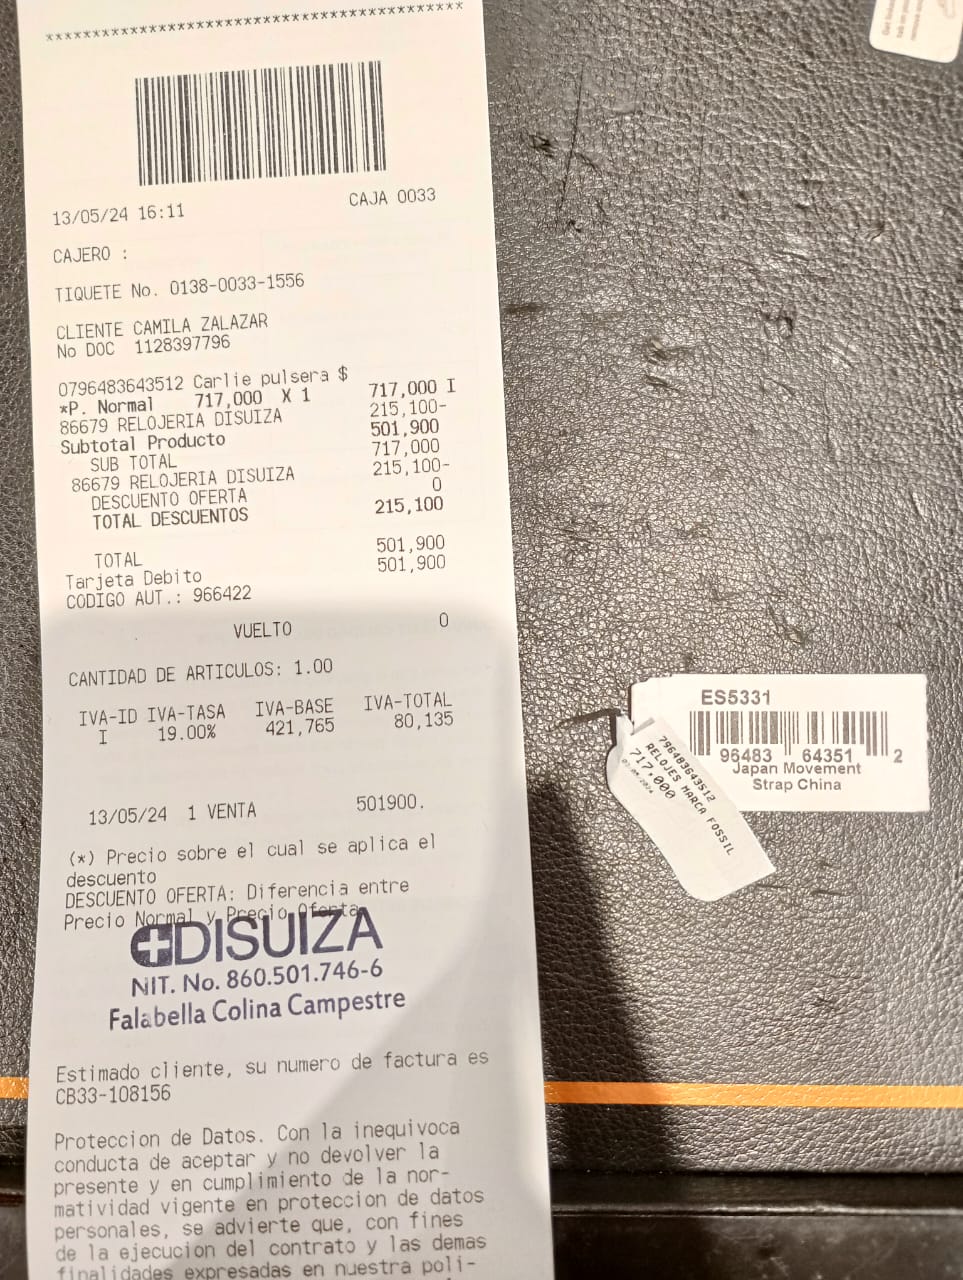 ****************************************
13/05/24 16:11 CAJA 0033
CAJERO :
TIQUETE No. 0138-0033-1556
CLIENTE CAMILA ZALAZAR
No DOC 1128397796
0796483643512 Carlie pulsera $
*P. Normal 717,000 X 1 717,000 I
86679 RELOJERIA DISUIZA 215,100-
Subtotal Producto 501,900
SUB TOTAL 717,000
86679 RELOJERIA DISUIZA 215,100-
DESCUENTO OFERTA 0
TOTAL DESCUENTOS 215,100
TOTAL 501,900
Tarjeta Debito 501,900
CODIGO AUT.: 966422
VUELTO 0
CANTIDAD DE ARTICULOS: 1.00
IVA-ID IVA-TASA IVA-BASE IVA-TOTAL
I 19.00% 421,765 80,135
13/05/24 1 VENTA 501900.
(*) Precio sobre el cual se aplica el
descuento
DESCUENTO OFERTA: Diferencia entre
Precio Normal y Precio Oferta
DISUIZA
NIT. No. 860.501.746-6
Falabella Colina Campestre
Estimado cliente, su numero de factura es
CB33-108156
Proteccion de Datos. Con la inequivoca
conducta de aceptar y no devolver la
presente y en cumplimiento de la nor-
matividad vigente en proteccion de datos
personales, se advierte que, con fines
de la ejecucion del contrato y las demas
finalidades expresadas en nuestra poli-
ES5331
96483 64351 2
Japan Movement
Strap China
796483643512
RELOJES MARCA FOSSIL
717,000